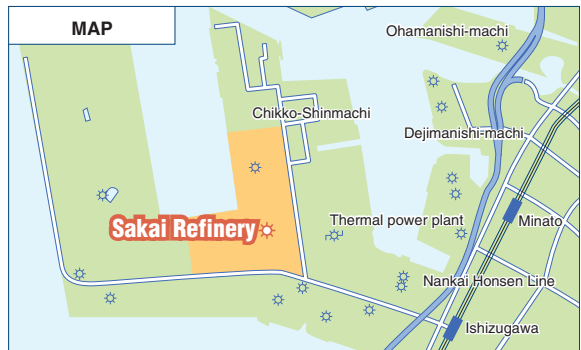 MAP
Ohamanishi-machi
Chikko-Shinmachi
Dejimanishi-machi
Sakai Refinery
Thermal power plant
Minato
Nankai Honsen Line
Ishizugawa